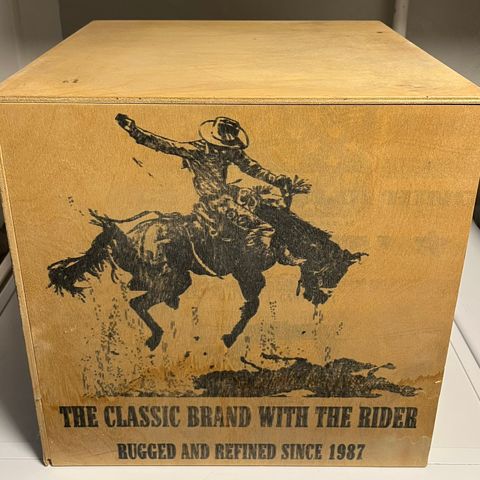 THE CLASSIC BRAND WITH THE RIDER
RUGGED AND REFINED SINCE 1987